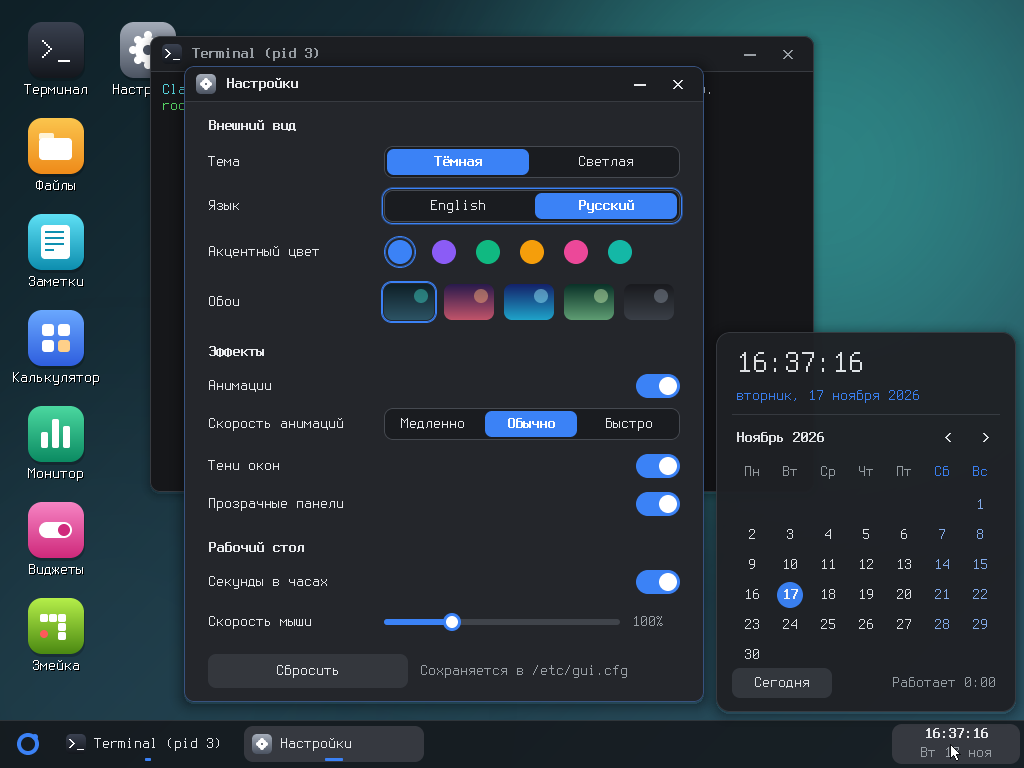 Терминал
Файлы
Заметки
Калькулятор
Монитор
Виджеты
Змейка
Terminal (pid 3)
Настройки
Внешний вид
Тема
Тёмная
Светлая
Язык
English
Русский
Акцентный цвет
Обои
Эффекты
Анимации
Скорость анимаций
Медленно
Обычно
Быстро
Тени окон
Прозрачные панели
Рабочий стол
Секунды в часах
Скорость мыши
100%
Сбросить
Сохраняется в /etc/gui.cfg
16:37:16
вторник, 17 ноября 2026
Ноябрь 2026
Пн Вт Ср Чт Пт Сб Вс
1
2 3 4 5 6 7 8
9 10 11 12 13 14 15
16 17 18 19 20 21 22
23 24 25 26 27 28 29
30
Сегодня
Работает 0:00
Terminal (pid 3)
Настройки
16:37:16
Вт ноя